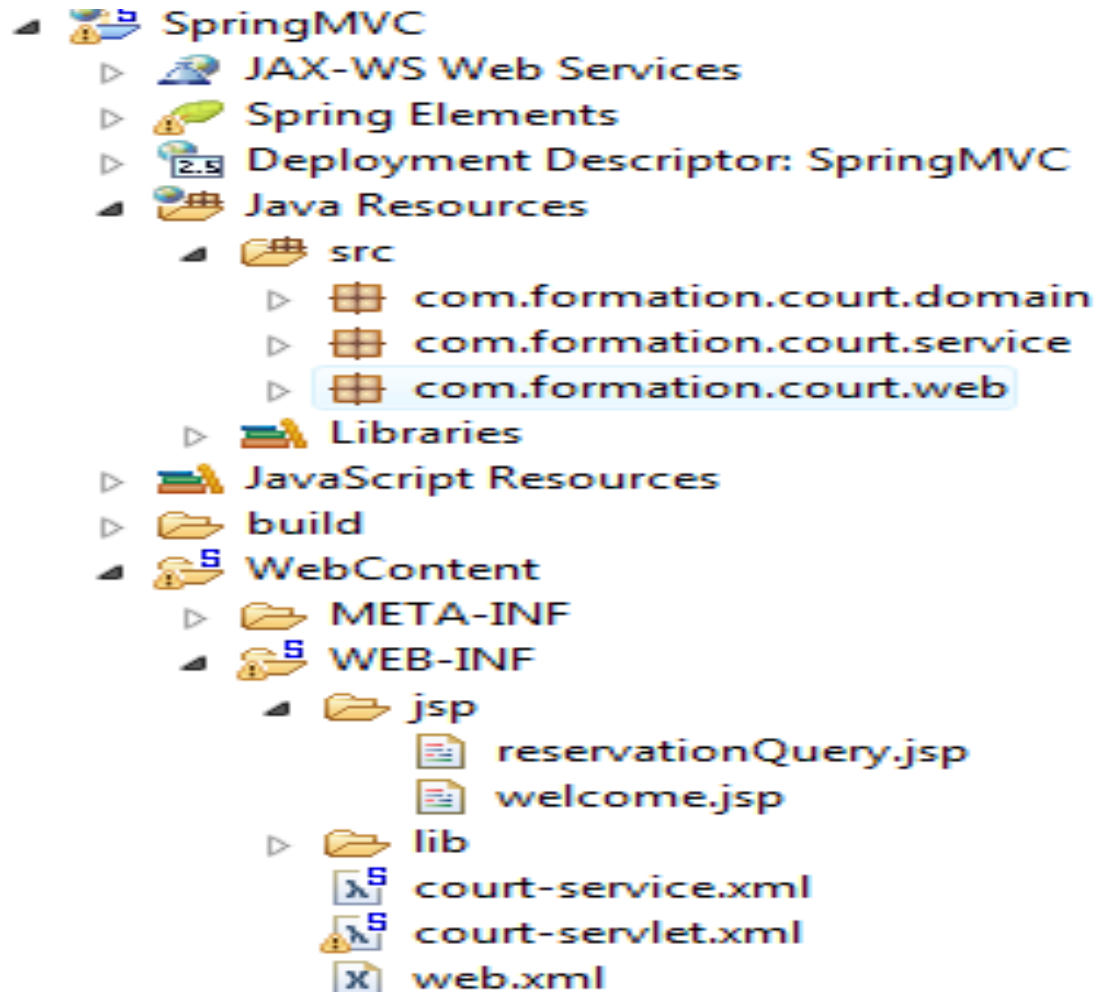 SpringMVC
JAX-WS Web Services
Spring Elements
2.5 Deployment Descriptor: SpringMVC
Java Resources
src
com.formation.court.domain
com.formation.court.service
com.formation.court.web
Libraries
JavaScript Resources
build
WebContent
META-INF
WEB-INF
jsp
reservationQuery.jsp
welcome.jsp
lib
court-service.xml
court-servlet.xml
web.xml